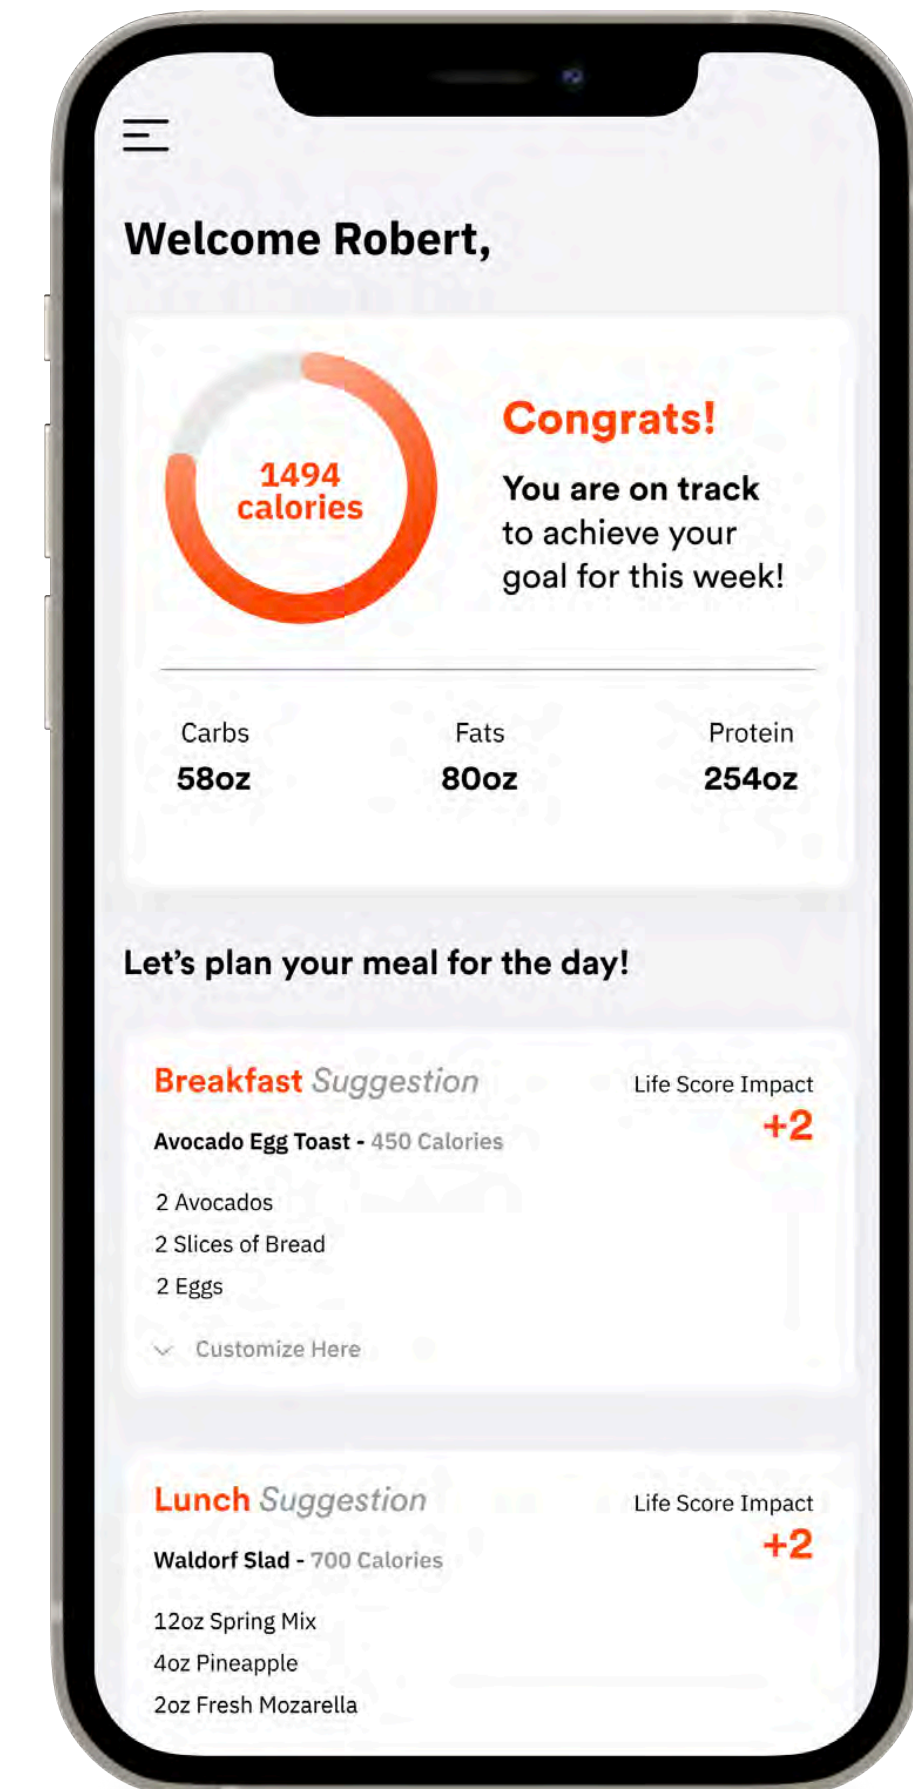 Welcome Robert,
1494
calories
Congrats!
You are on track
to achieve your
goal for this week!
Carbs
58oz
Fats
80oz
Protein
254oz
Let's plan your meal for the day!
Breakfast Suggestion
Life Score Impact
+2
Avocado Egg Toast - 450 Calories
2 Avocados
2 Slices of Bread
2 Eggs
Customize Here
Lunch Suggestion
Life Score Impact
+2
Waldorf Slad - 700 Calories
12oz Spring Mix
4oz Pineapple
2oz Fresh Mozarella